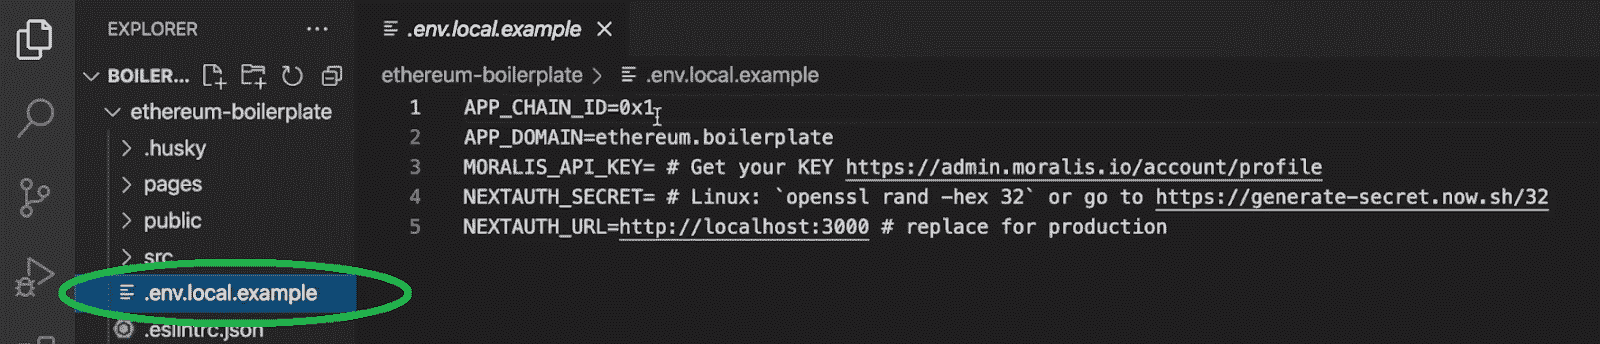 EXPLORER ...
BOILER...
ethereum-boilerplate
.husky
pages
public
src
.env.local.example
.eslintrc.json
.env.local.example
ethereum-boilerplate > .env.local.example
1 APP_CHAIN_ID=0x1
2 APP_DOMAIN=ethereum.boilerplate
3 MORALIS_API_KEY= # Get your KEY https://admin.moralis.io/account/profile
4 NEXTAUTH_SECRET= # Linux: `openssl rand -hex 32` or go to https://generate-secret.now.sh/32
5 NEXTAUTH_URL=http://localhost:3000 # replace for production